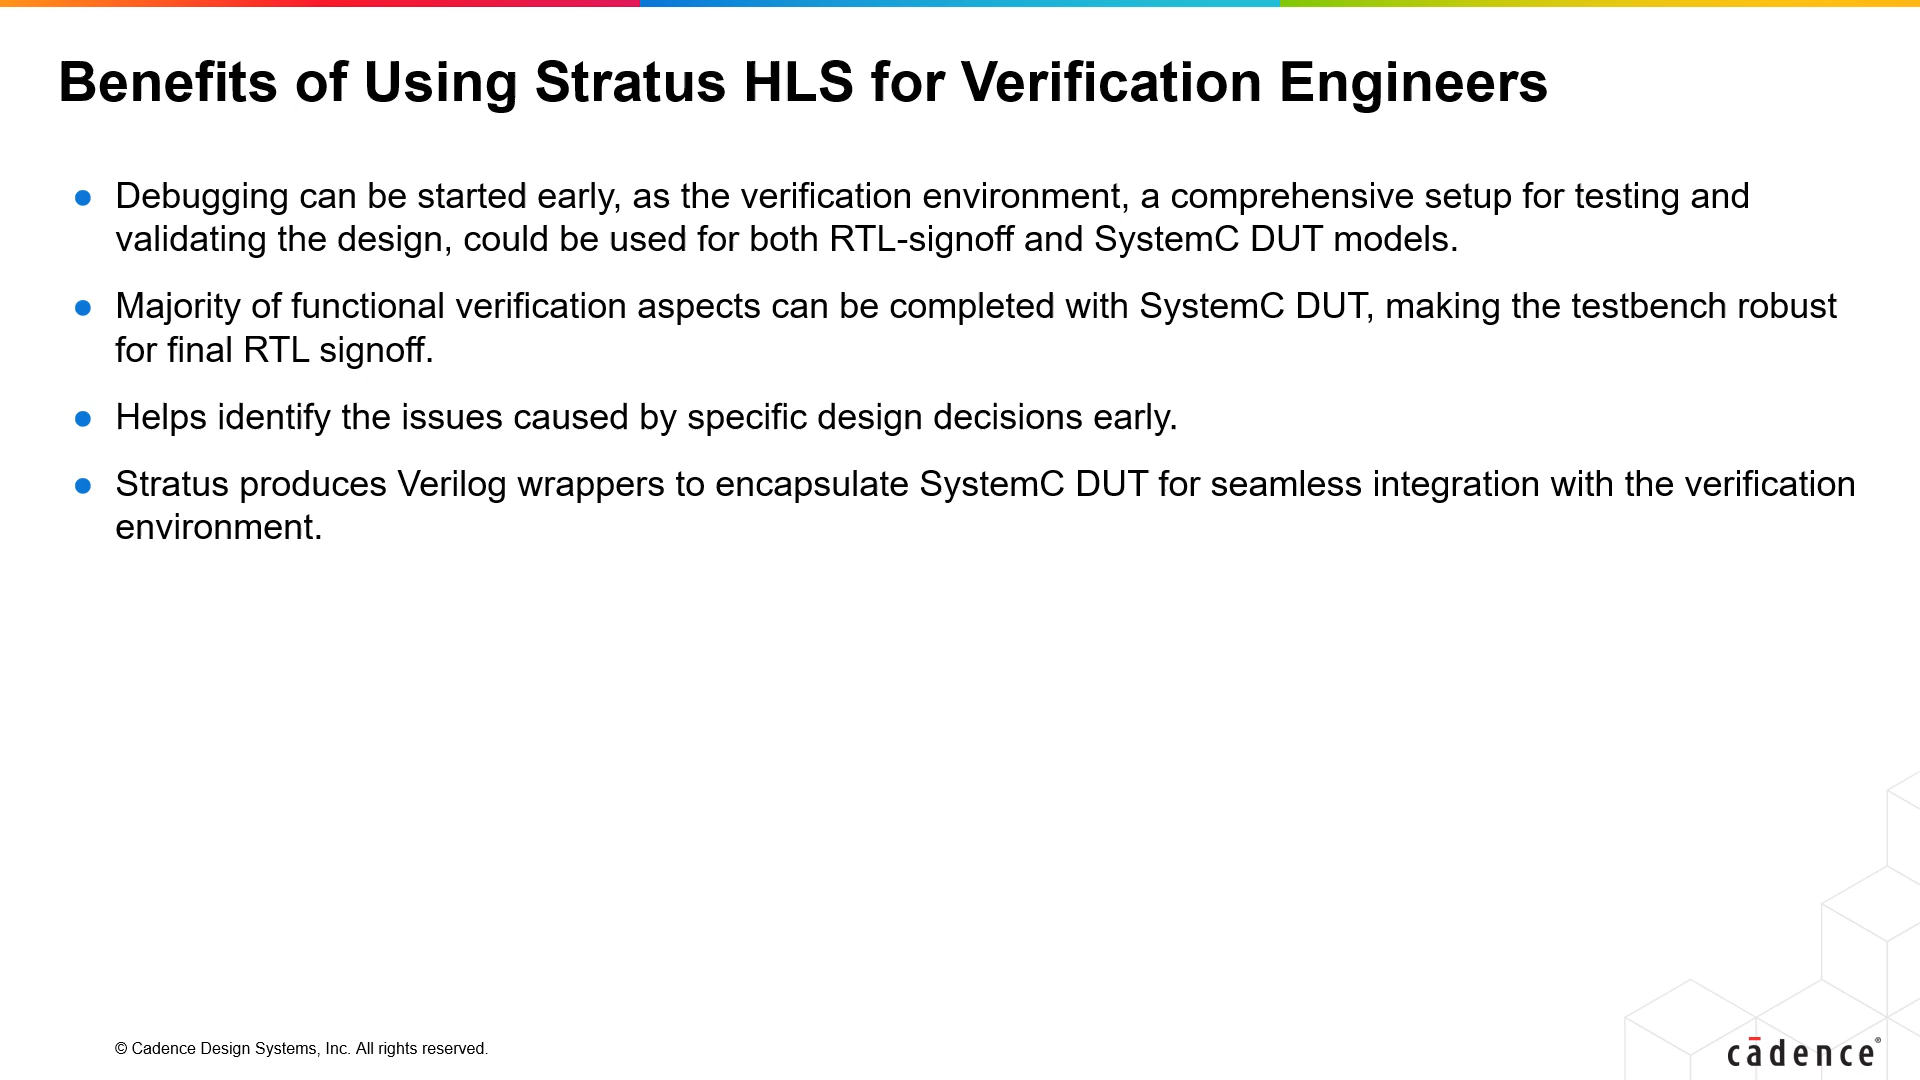 Benefits of Using Stratus HLS for Verification Engineers
● Debugging can be started early, as the verification environment, a comprehensive setup for testing and
validating the design, could be used for both RTL-signoff and SystemC DUT models.
● Majority of functional verification aspects can be completed with SystemC DUT, making the testbench robust
for final RTL signoff.
● Helps identify the issues caused by specific design decisions early.
● Stratus produces Verilog wrappers to encapsulate SystemC DUT for seamless integration with the verification
environment.
© Cadence Design Systems, Inc. All rights reserved.
cādence®